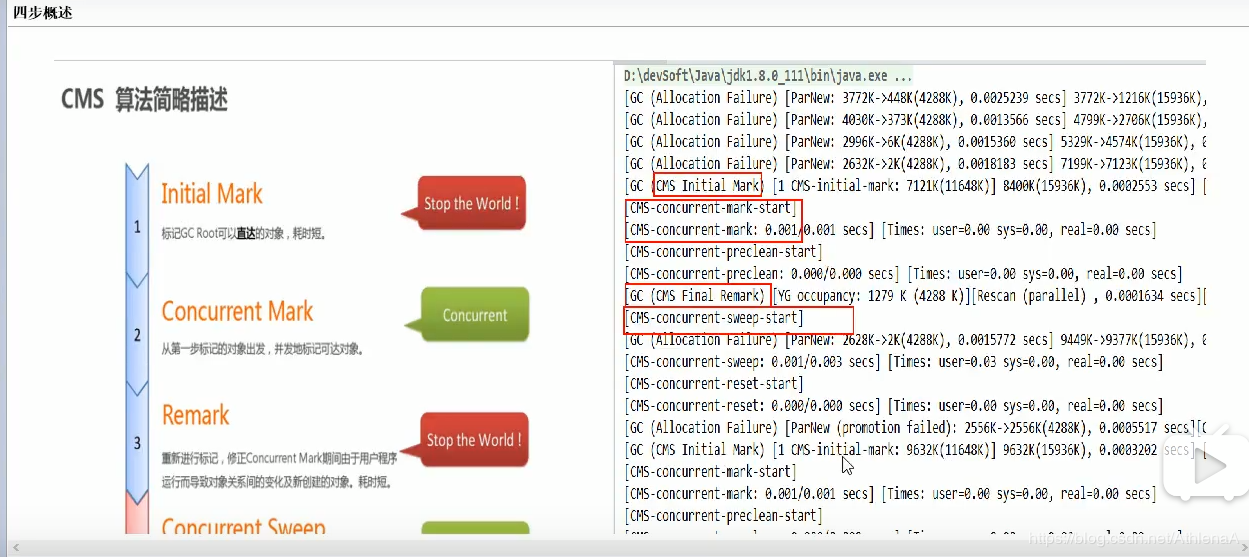 四步概述
CMS 算法简略描述
1
Initial Mark
标记GC Root可以直达的对象，耗时短。
Stop the World !
2
Concurrent Mark
从第一步标记的对象出发，并发地标记可达对象。
Concurrent
3
Remark
重新进行标记，修正Concurrent Mark期间由于用户程序
运行而导致对象关系间的变化及新创建的对象。耗时短。
Stop the World !
Concurrent Sweep
D:\devSoft\Java\jdk1.8.0_111\bin\java.exe ...
[GC (Allocation Failure) [ParNew: 3772K->448K(4288K), 0.0025239 secs] 3772K->1216K(15936K),
[GC (Allocation Failure) [ParNew: 4030K->373K(4288K), 0.0013566 secs] 4799K->2706K(15936K),
[GC (Allocation Failure) [ParNew: 2996K->6K(4288K), 0.0015360 secs] 5329K->4574K(15936K), 0
[GC (Allocation Failure) [ParNew: 2632K->2K(4288K), 0.0018183 secs] 7199K->7123K(15936K), 0
[GC (CMS Initial Mark) [1 CMS-initial-mark: 7121K(11648K)] 8400K(15936K), 0.0002553 secs] [
[CMS-concurrent-mark-start]
[CMS-concurrent-mark: 0.001/0.001 secs] [Times: user=0.00 sys=0.00, real=0.00 secs]
[CMS-concurrent-preclean-start]
[CMS-concurrent-preclean: 0.000/0.000 secs] [Times: user=0.00 sys=0.00, real=0.00 secs]
[GC (CMS Final Remark) [YG occupancy: 1279 K (4288 K)][Rescan (parallel) , 0.0001634 secs][
[CMS-concurrent-sweep-start]
[GC (Allocation Failure) [ParNew: 2628K->2K(4288K), 0.0015772 secs] 9449K->9377K(15936K), 0
[CMS-concurrent-sweep: 0.001/0.003 secs] [Times: user=0.03 sys=0.00, real=0.00 secs]
[CMS-concurrent-reset-start]
[CMS-concurrent-reset: 0.000/0.000 secs] [Times: user=0.00 sys=0.00, real=0.00 secs]
[GC (Allocation Failure) [ParNew (promotion failed): 2556K->2556K(4288K), 0.0005517 secs][C
[GC (CMS Initial Mark) [1 CMS-initial-mark: 9632K(11648K)] 9632K(15936K), 0.0003202 secs] [
[CMS-concurrent-mark-start]
[CMS-concurrent-mark: 0.001/0.001 secs] [Times: user=0.00 sys=0.00, real=0.00 secs]
[CMS-concurrent-preclean-start]
https://blog.csdn.net/AthlenaA